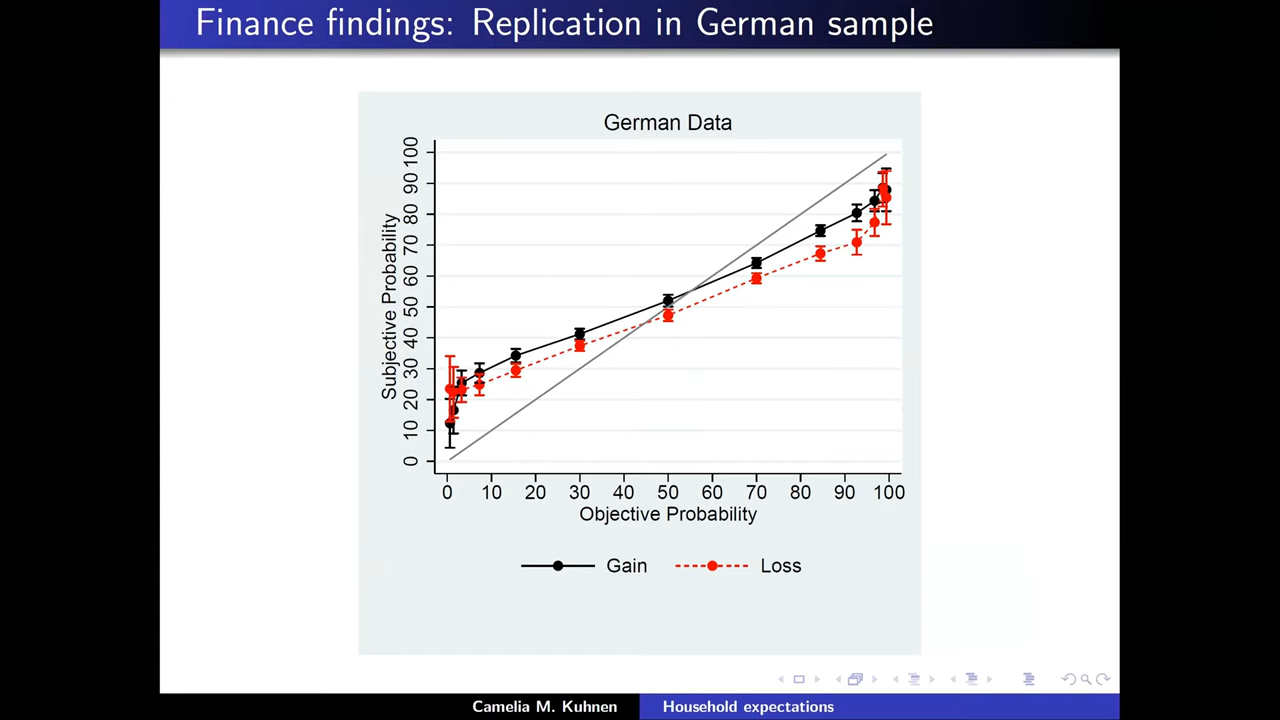 Finance findings: Replication in German sample
German Data
Subjective Probability
100
90
80
70
60
50
40
30
20
10
0
0 10 20 30 40 50 60 70 80 90 100
Objective Probability
Gain Loss
Camelia M. Kuhnen Household expectations